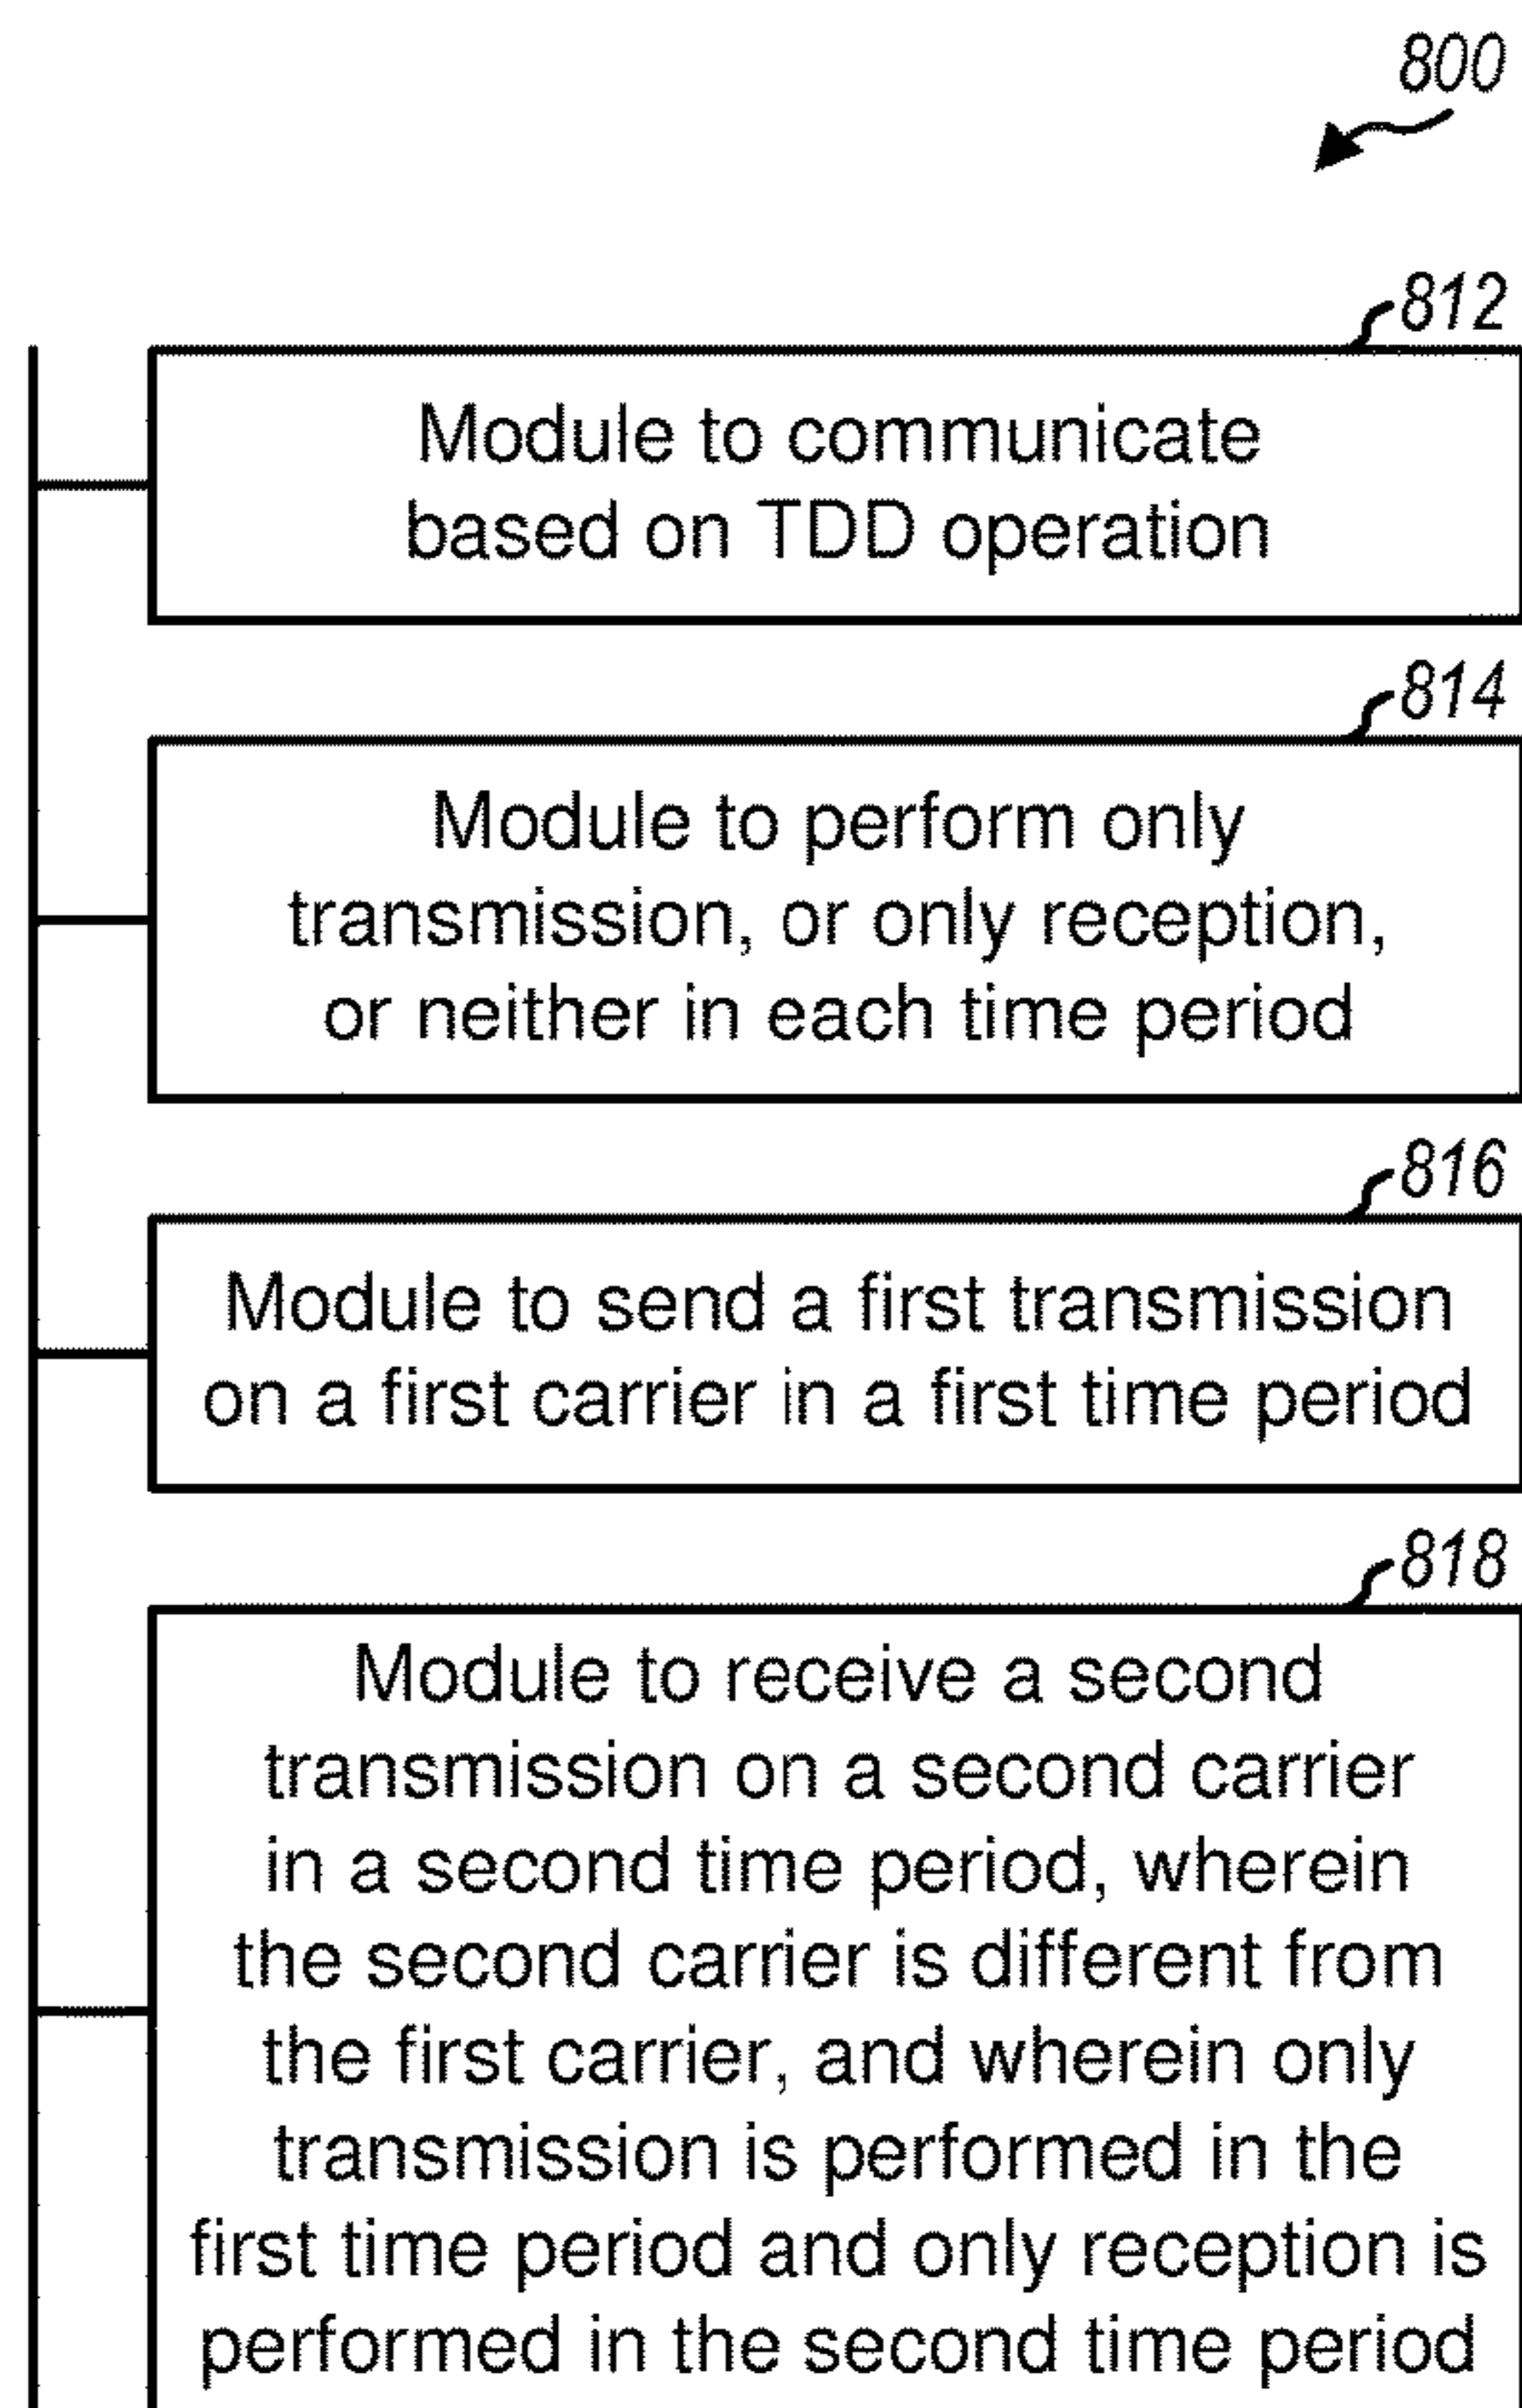 800
812
Module to communicate
based on TDD operation
814
Module to perform only
transmission, or only reception,
or neither in each time period
816
Module to send a first transmission
on a first carrier in a first time period
818
Module to receive a second
transmission on a second carrier
in a second time period, wherein
the second carrier is different from
the first carrier, and wherein only
transmission is performed in the
first time period and only reception is
performed in the second time period